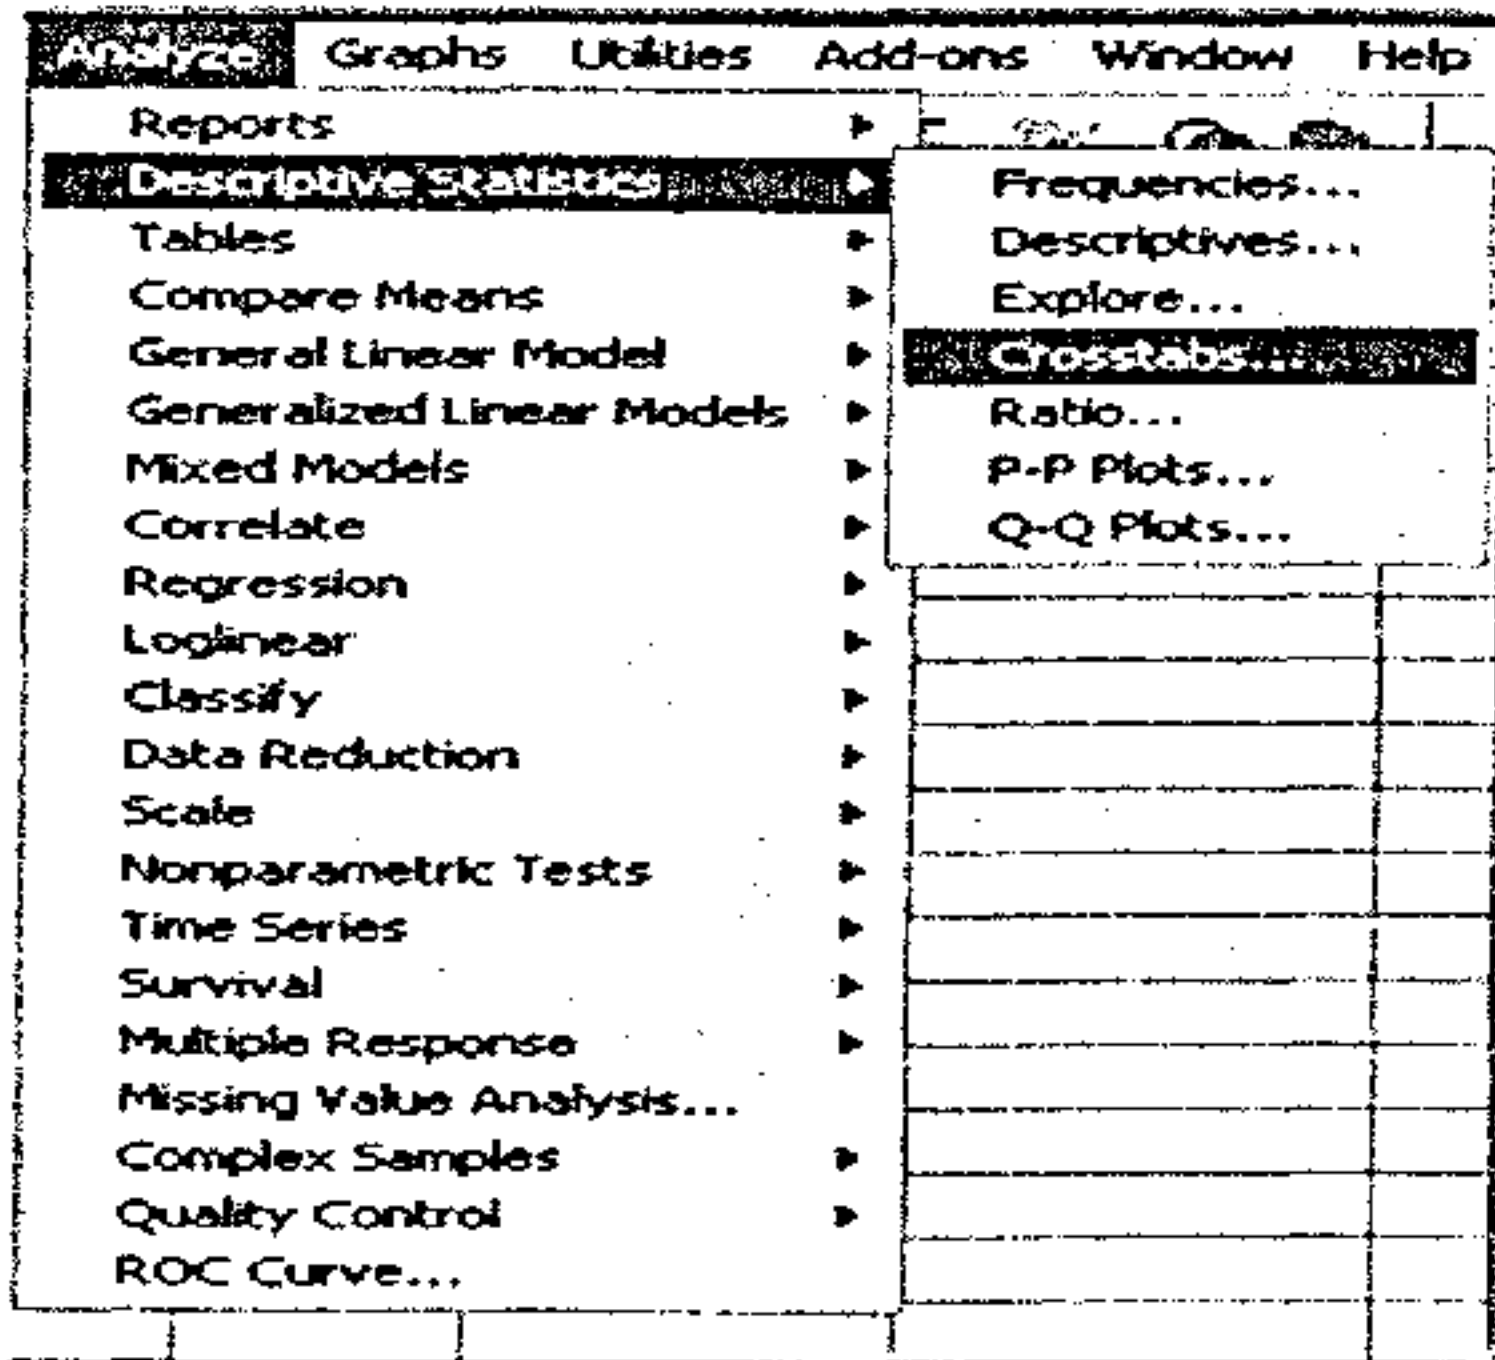 Analyze Graphs Utilities Add-ons Window Help
Reports
Descriptive Statistics
Tables
Compare Means
General Linear Model
Generalized Linear Models
Mixed Models
Correlate
Regression
Loglinear
Classify
Data Reduction
Scale
Nonparametric Tests
Time Series
Survival
Multiple Response
Missing Value Analysis...
Complex Samples
Quality Control
ROC Curve...
Frequencies...
Descriptives...
Explore...
Crosstabs...
Ratio...
P-P Plots...
Q-Q Plots...